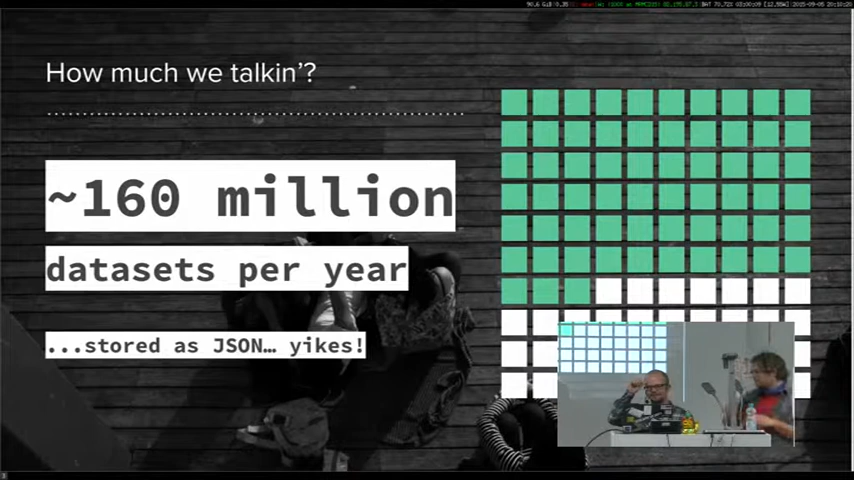 How much we talkin’?
~160 million
datasets per year
...stored as JSON… yikes!